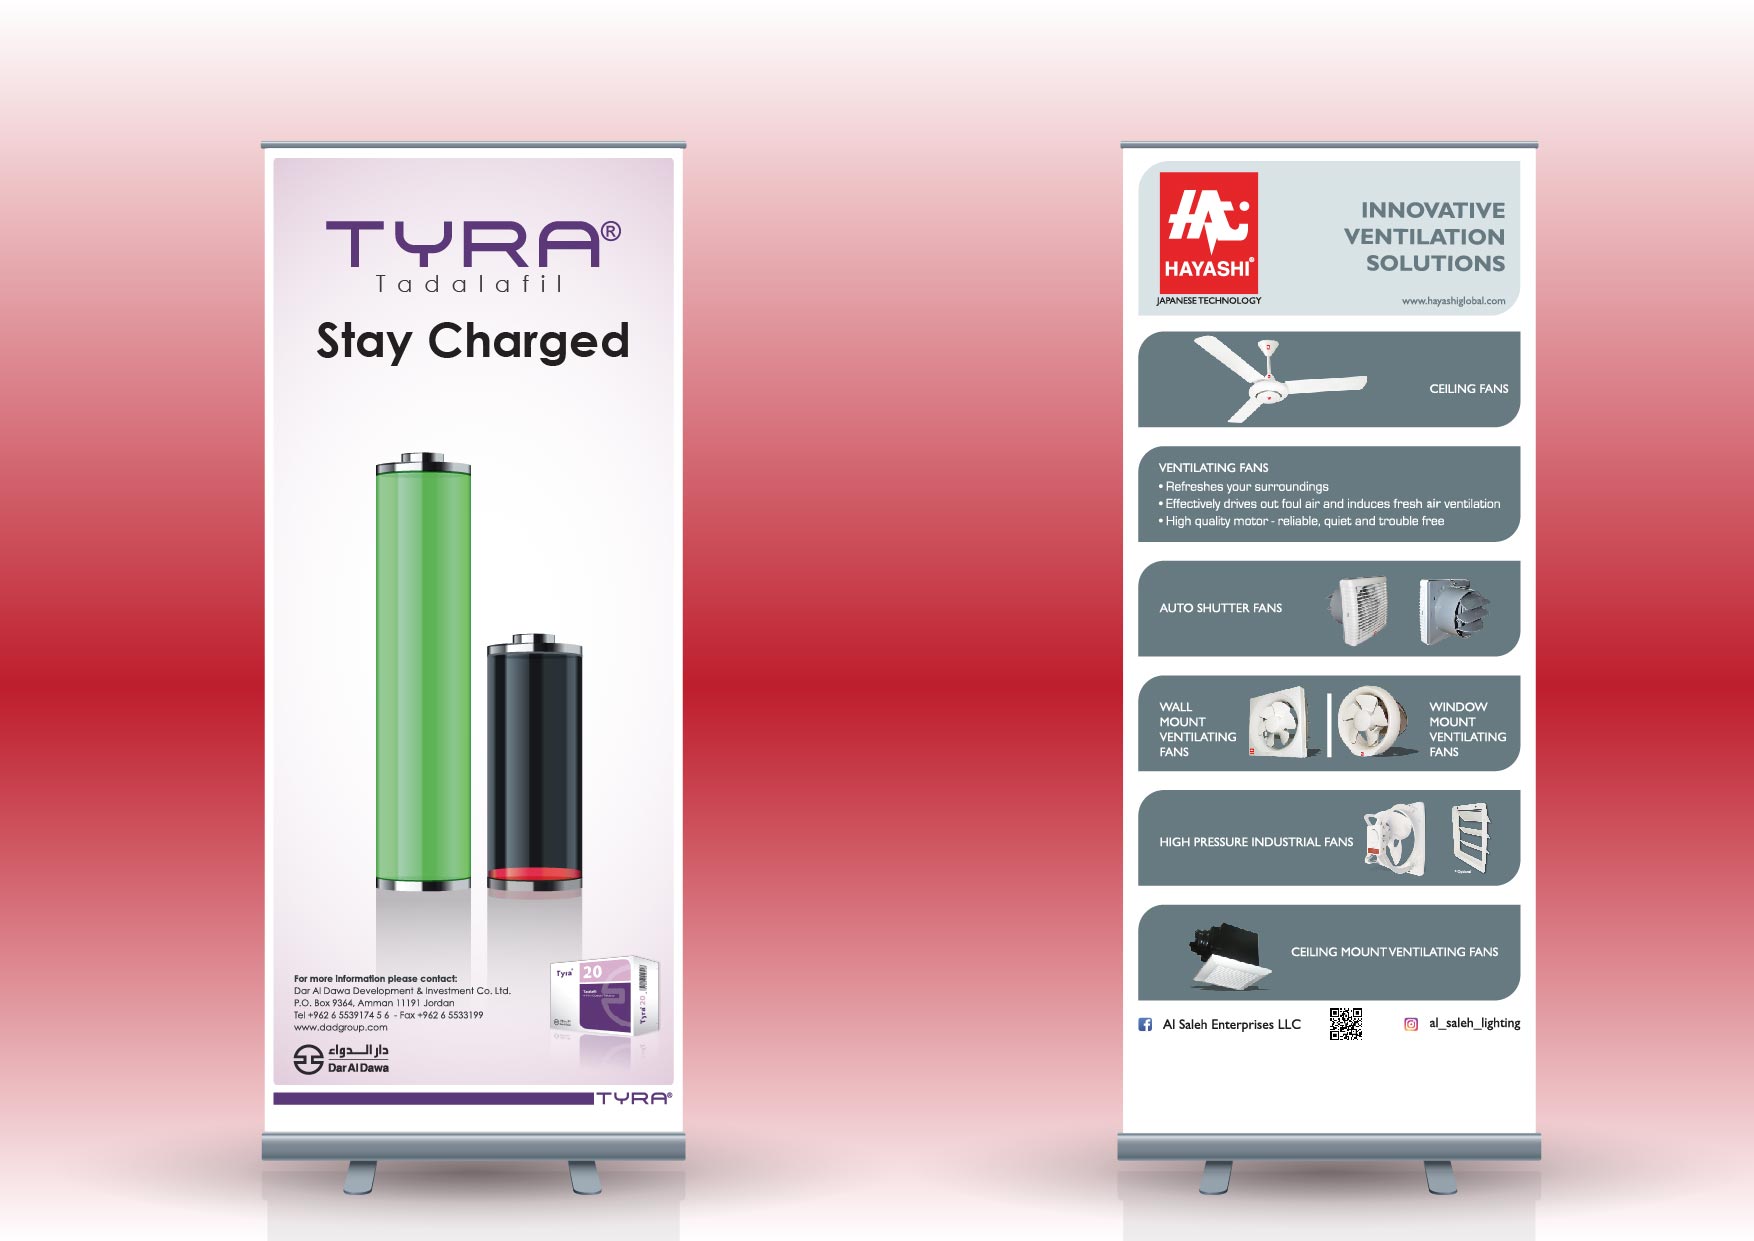 TYRA®
Tadalafil
Stay Charged
Tyra® 20
Tadalafil
Tyra® 20
For more information please contact:
Dar Al Dawa Development & Investment Co. Ltd.
P.O. Box 9364, Amman 11191 Jordan
Tel +962 6 5539174 5 6 - Fax +962 6 5533199
www.dadgroup.com
دار الـــدواء
Dar Al Dawa
TYRA®
HAYASHI®
JAPANESE TECHNOLOGY
INNOVATIVE
VENTILATION
SOLUTIONS
www.hayashiglobal.com
CEILING FANS
VENTILATING FANS
• Refreshes your surroundings
• Effectively drives out foul air and induces fresh air ventilation
• High quality motor - reliable, quiet and trouble free
AUTO SHUTTER FANS
WALL
MOUNT
VENTILATING
FANS
WINDOW
MOUNT
VENTILATING
FANS
HIGH PRESSURE INDUSTRIAL FANS
* Optional
CEILING MOUNT VENTILATING FANS
Al Saleh Enterprises LLC
al_saleh_lighting